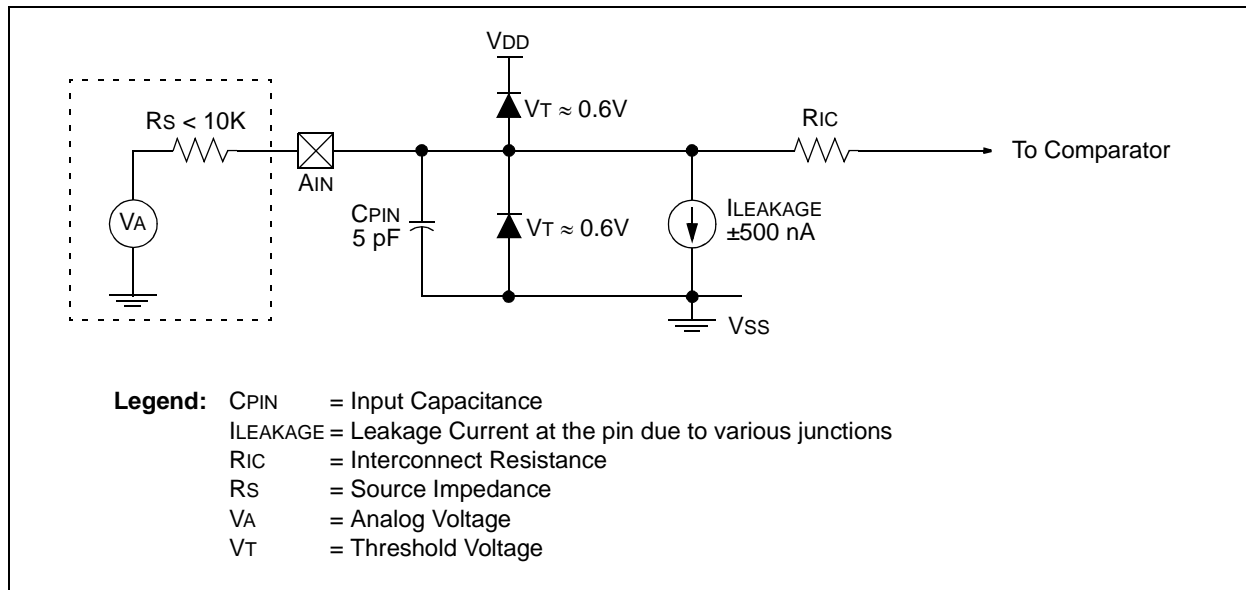 VDD
VT ≈ 0.6V
RS < 10K
RIC
To Comparator
AIN
CPIN
5 pF
VT ≈ 0.6V
ILEAKAGE
±500 nA
VA
VSS
Legend: CPIN = Input Capacitance
ILEAKAGE = Leakage Current at the pin due to various junctions
RIC = Interconnect Resistance
RS = Source Impedance
VA = Analog Voltage
VT = Threshold Voltage